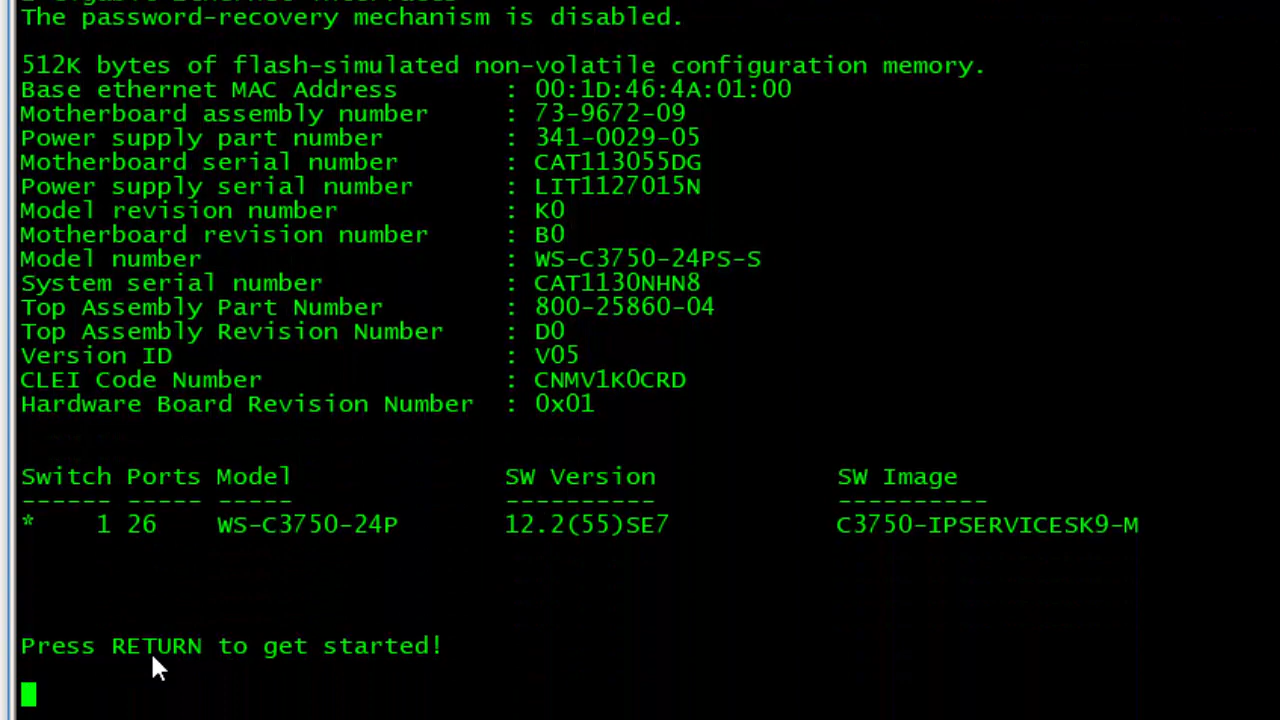 The password-recovery mechanism is disabled.
512K bytes of flash-simulated non-volatile configuration memory.
Base ethernet MAC Address : 00:1D:46:4A:01:00
Motherboard assembly number : 73-9672-09
Power supply part number : 341-0029-05
Motherboard serial number : CAT113055DG
Power supply serial number : LIT1127015N
Model revision number : K0
Motherboard revision number : B0
Model number : WS-C3750-24PS-S
System serial number : CAT1130NHN8
Top Assembly Part Number : 800-25860-04
Top Assembly Revision Number : D0
Version ID : V05
CLEI Code Number : CNMV1K0CRD
Hardware Board Revision Number : 0x01
Switch Ports Model SW Version SW Image
------ ----- ----- ---------- ----------
* 1 26 WS-C3750-24P 12.2(55)SE7 C3750-IPSERVICESK9-M
Press RETURN to get started!